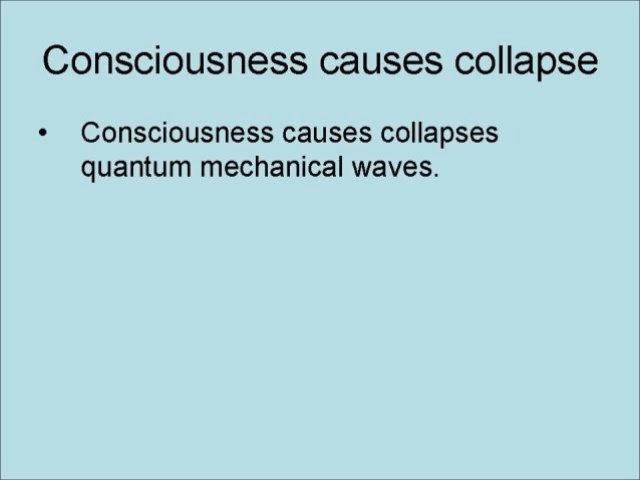 Consciousness causes collapse
• Consciousness causes collapses
quantum mechanical waves.